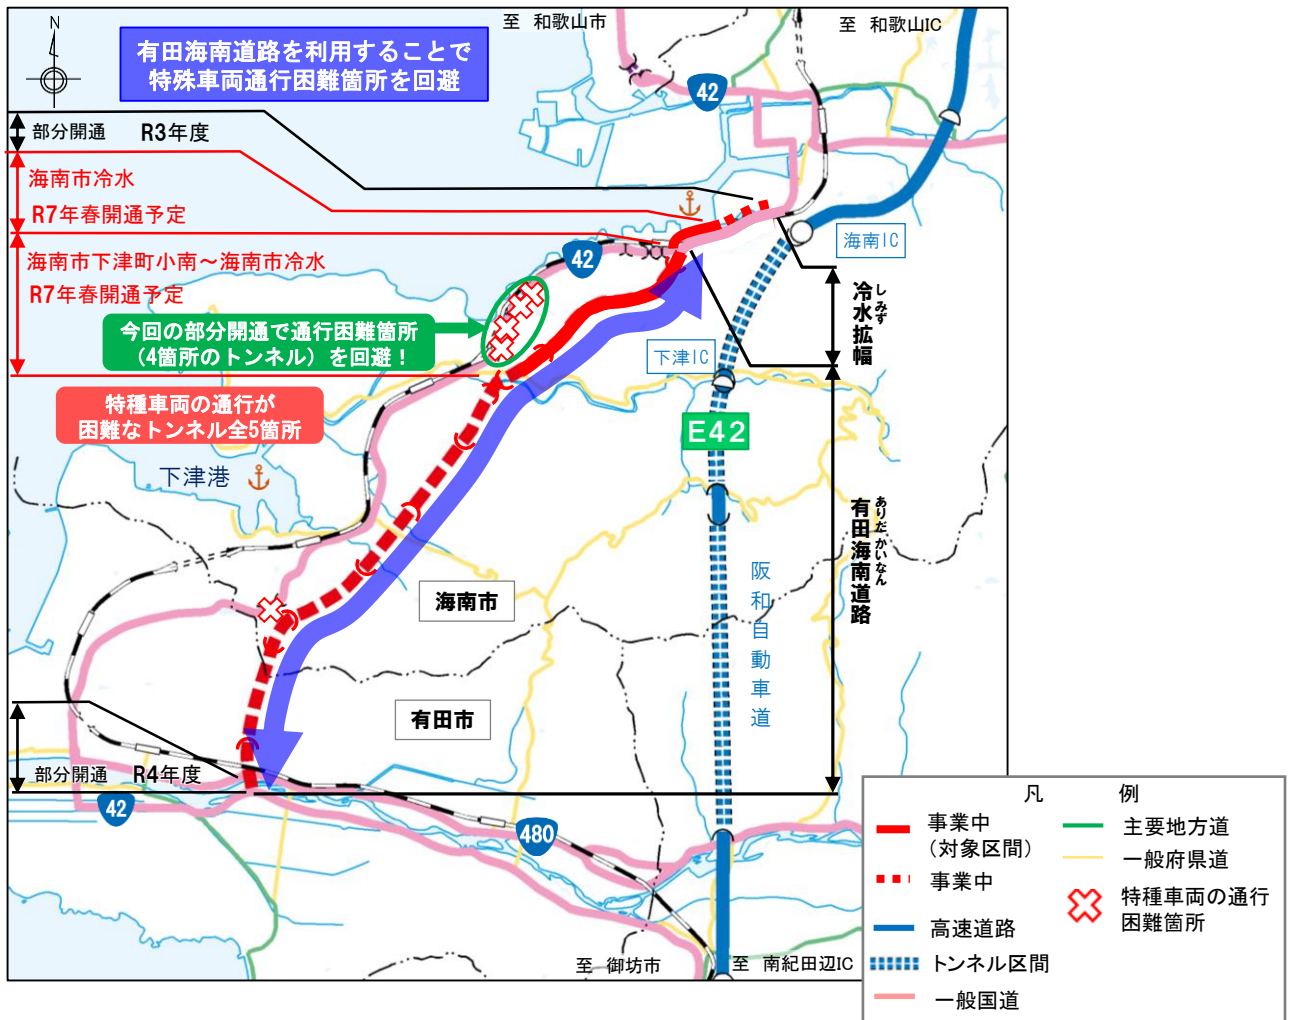 至 和歌山市
至 和歌山IC
N
有田海南道路を利用することで
特殊車両通行困難箇所を回避
42
部分開通 R3年度
海南市冷水
R7年春開通予定
海南IC
42
海南市下津町小南～海南市冷水
R7年春開通予定
しみず
冷水拡幅
今回の部分開通で通行困難箇所
（4箇所のトンネル）を回避！
下津IC
特種車両の通行が
困難なトンネル全5箇所
E42
下津港
ありだ かいなん
有田海南道路
阪和自動車道
海南市
有田市
部分開通 R4年度
42
480
至 御坊市
至 南紀田辺IC
凡 例
事業中
（対象区間）
事業中
高速道路
トンネル区間
一般国道
主要地方道
一般府県道
特種車両の通行
困難箇所